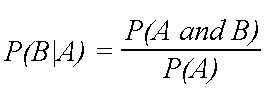 P(B|A) = P(A and B) / P(A)